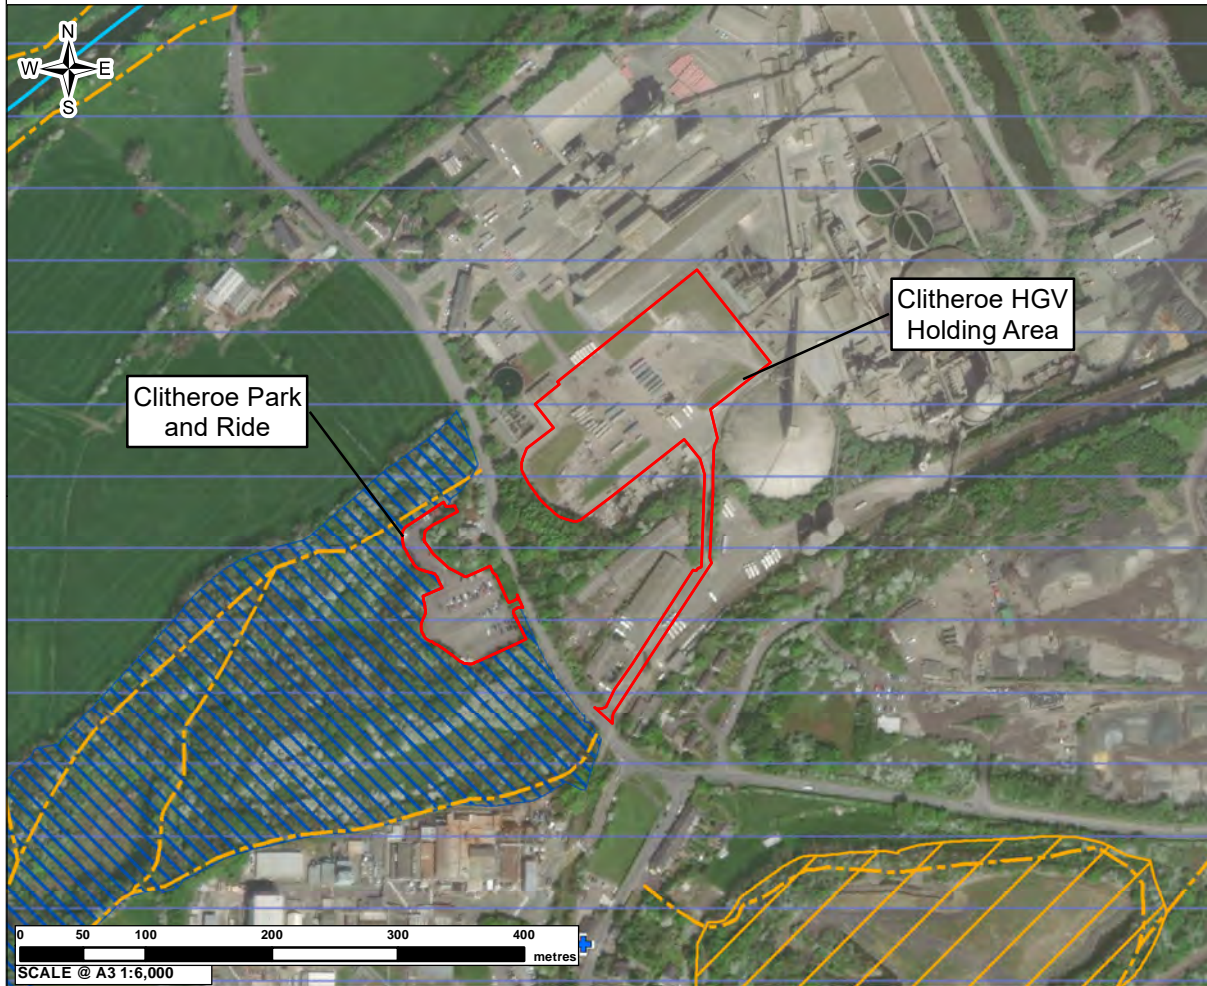 N
W E
S
Clitheroe HGV
Holding Area
Clitheroe Park
and Ride
0 50 100 200 300 400
metres
SCALE @ A3 1:6,000